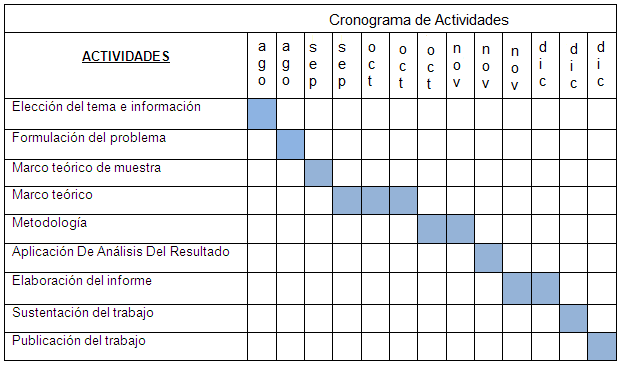 Cronograma de Actividades
ACTIVIDADES
ago
ago
sep
sep
oct
oct
oct
nov
nov
nov
dic
dic
dic
Elección del tema e información
Formulación del problema
Marco teórico de muestra
Marco teórico
Metodología
Aplicación De Análisis Del Resultado
Elaboración del informe
Sustentación del trabajo
Publicación del trabajo